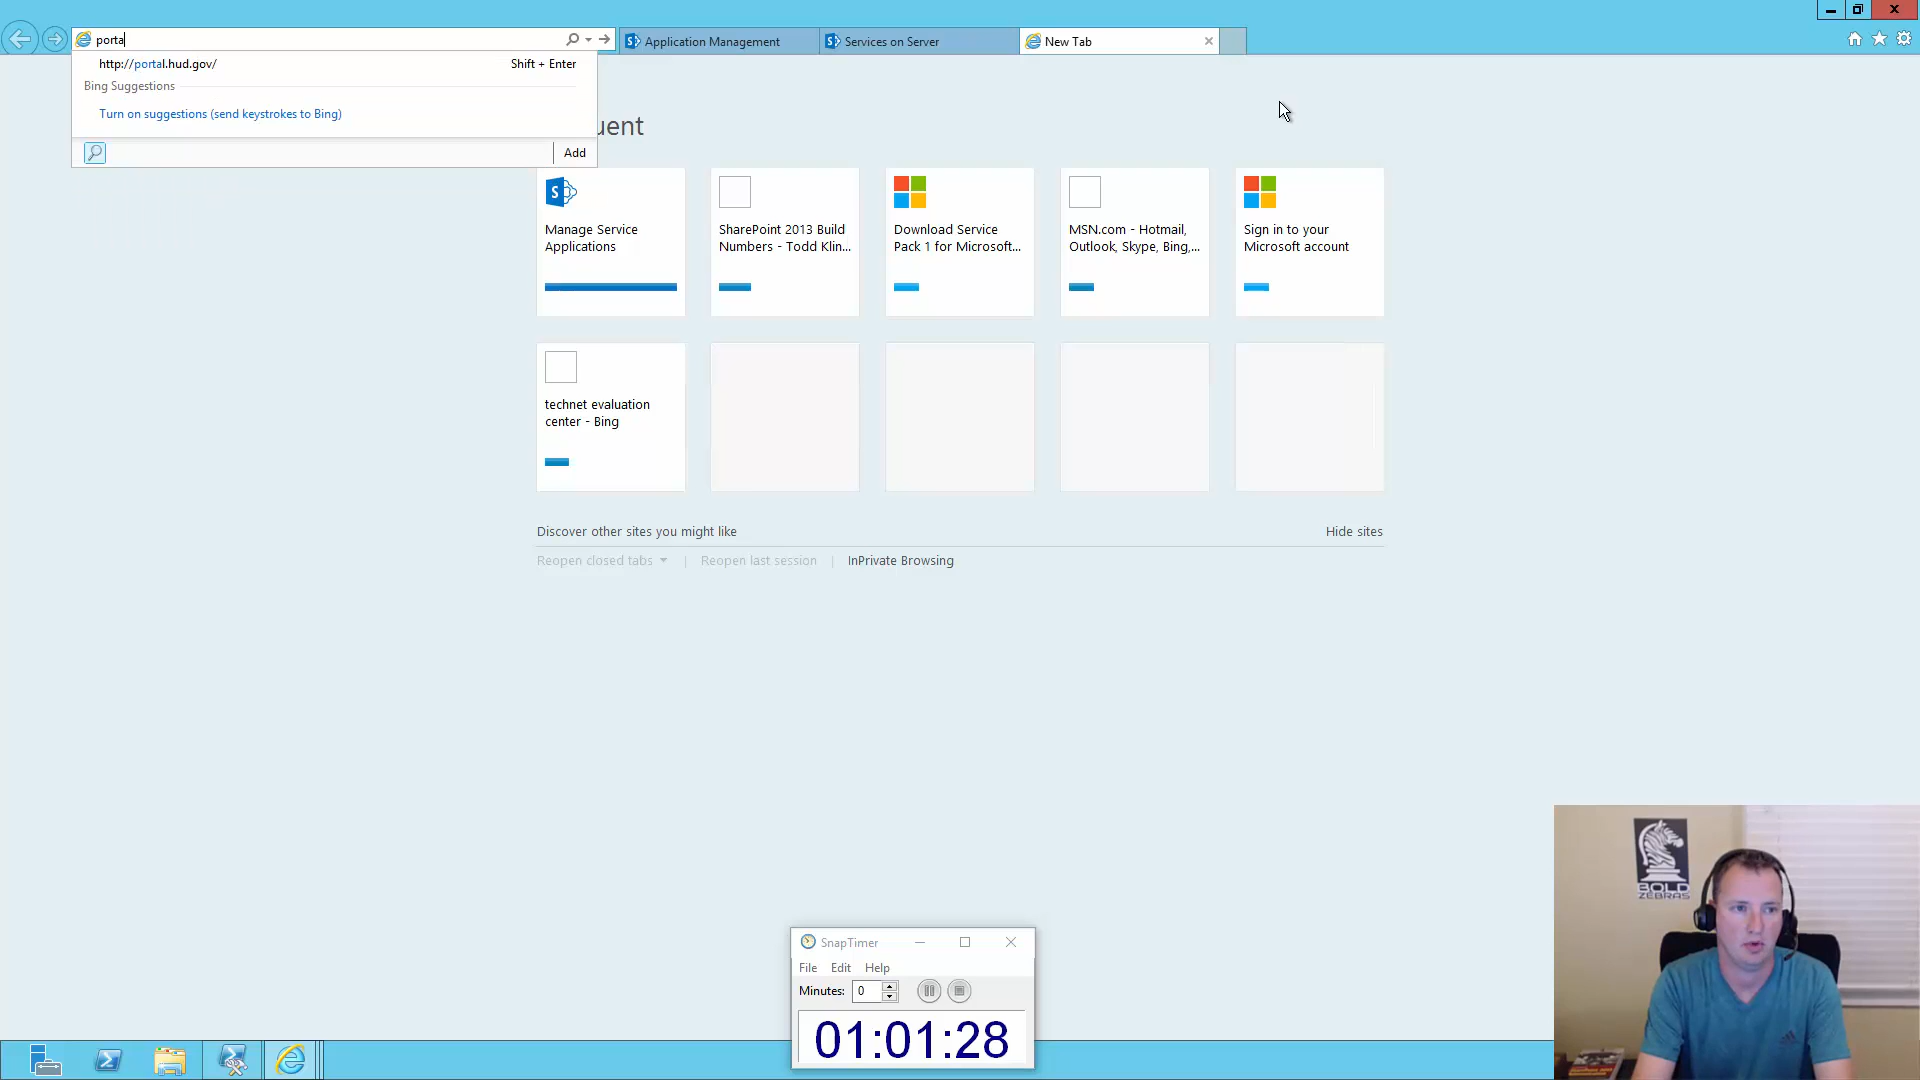 porta
Application Management
Services on Server
New Tab
http://portal.hud.gov/
Shift + Enter
Bing Suggestions
Turn on suggestions (send keystrokes to Bing)
Add
uent
Manage Service
Applications
SharePoint 2013 Build
Numbers - Todd Klin...
Download Service
Pack 1 for Microsoft...
MSN.com - Hotmail,
Outlook, Skype, Bing,...
Sign in to your
Microsoft account
technet evaluation
center - Bing
Discover other sites you might like
Hide sites
Reopen closed tabs
Reopen last session
InPrivate Browsing
SnapTimer
File Edit Help
Minutes: 0
01:01:28
BOLD
ZEBRAS